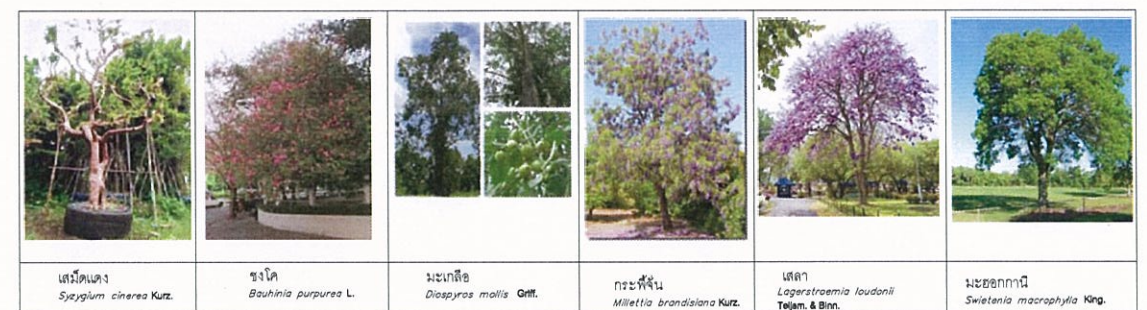 เสม็ดแดง
Syzygium cinerea Kurz.
ชงโค
Bauhinia purpurea L.
มะเกลือ
Diospyros mollis Griff.
กระพี้จั่น
Millettia brandisiana Kurz.
เสลา
Lagerstroemia loudonii
Teijsm. & Binn.
มะฮอกกานี
Swietenia macrophylla King.